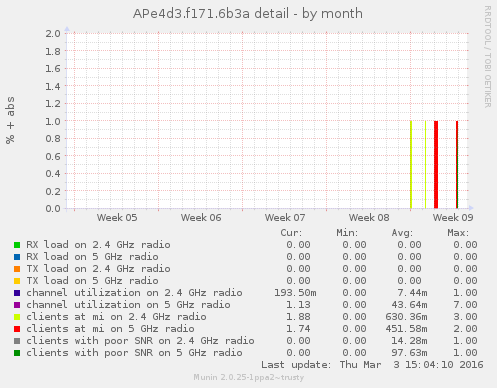 APe4d3.f171.6b3a detail - by month
RRDTOOL / TOBI OETIKER
% + abs
2.0
1.8
1.6
1.4
1.2
1.0
0.8
0.6
0.4
0.2
0.0
Week 05 Week 06 Week 07 Week 08 Week 09
Cur: Min: Avg: Max:
RX load on 2.4 GHz radio 0.00 0.00 0.00 0.00
RX load on 5 GHz radio 0.00 0.00 0.00 0.00
TX load on 2.4 GHz radio 0.00 0.00 0.00 0.00
TX load on 5 GHz radio 0.00 0.00 0.00 0.00
channel utilization on 2.4 GHz radio 193.50m 0.00 7.44m 1.00
channel utilization on 5 GHz radio 1.13 0.00 43.64m 7.00
clients at mi on 2.4 GHz radio 1.88 0.00 630.36m 3.00
clients at mi on 5 GHz radio 1.74 0.00 451.58m 2.00
clients with poor SNR on 2.4 GHz radio 0.00 0.00 14.28m 1.00
clients with poor SNR on 5 GHz radio 0.00 0.00 97.63m 1.00
Last update: Thu Mar 3 15:04:10 2016
Munin 2.0.25-1ppa2~trusty